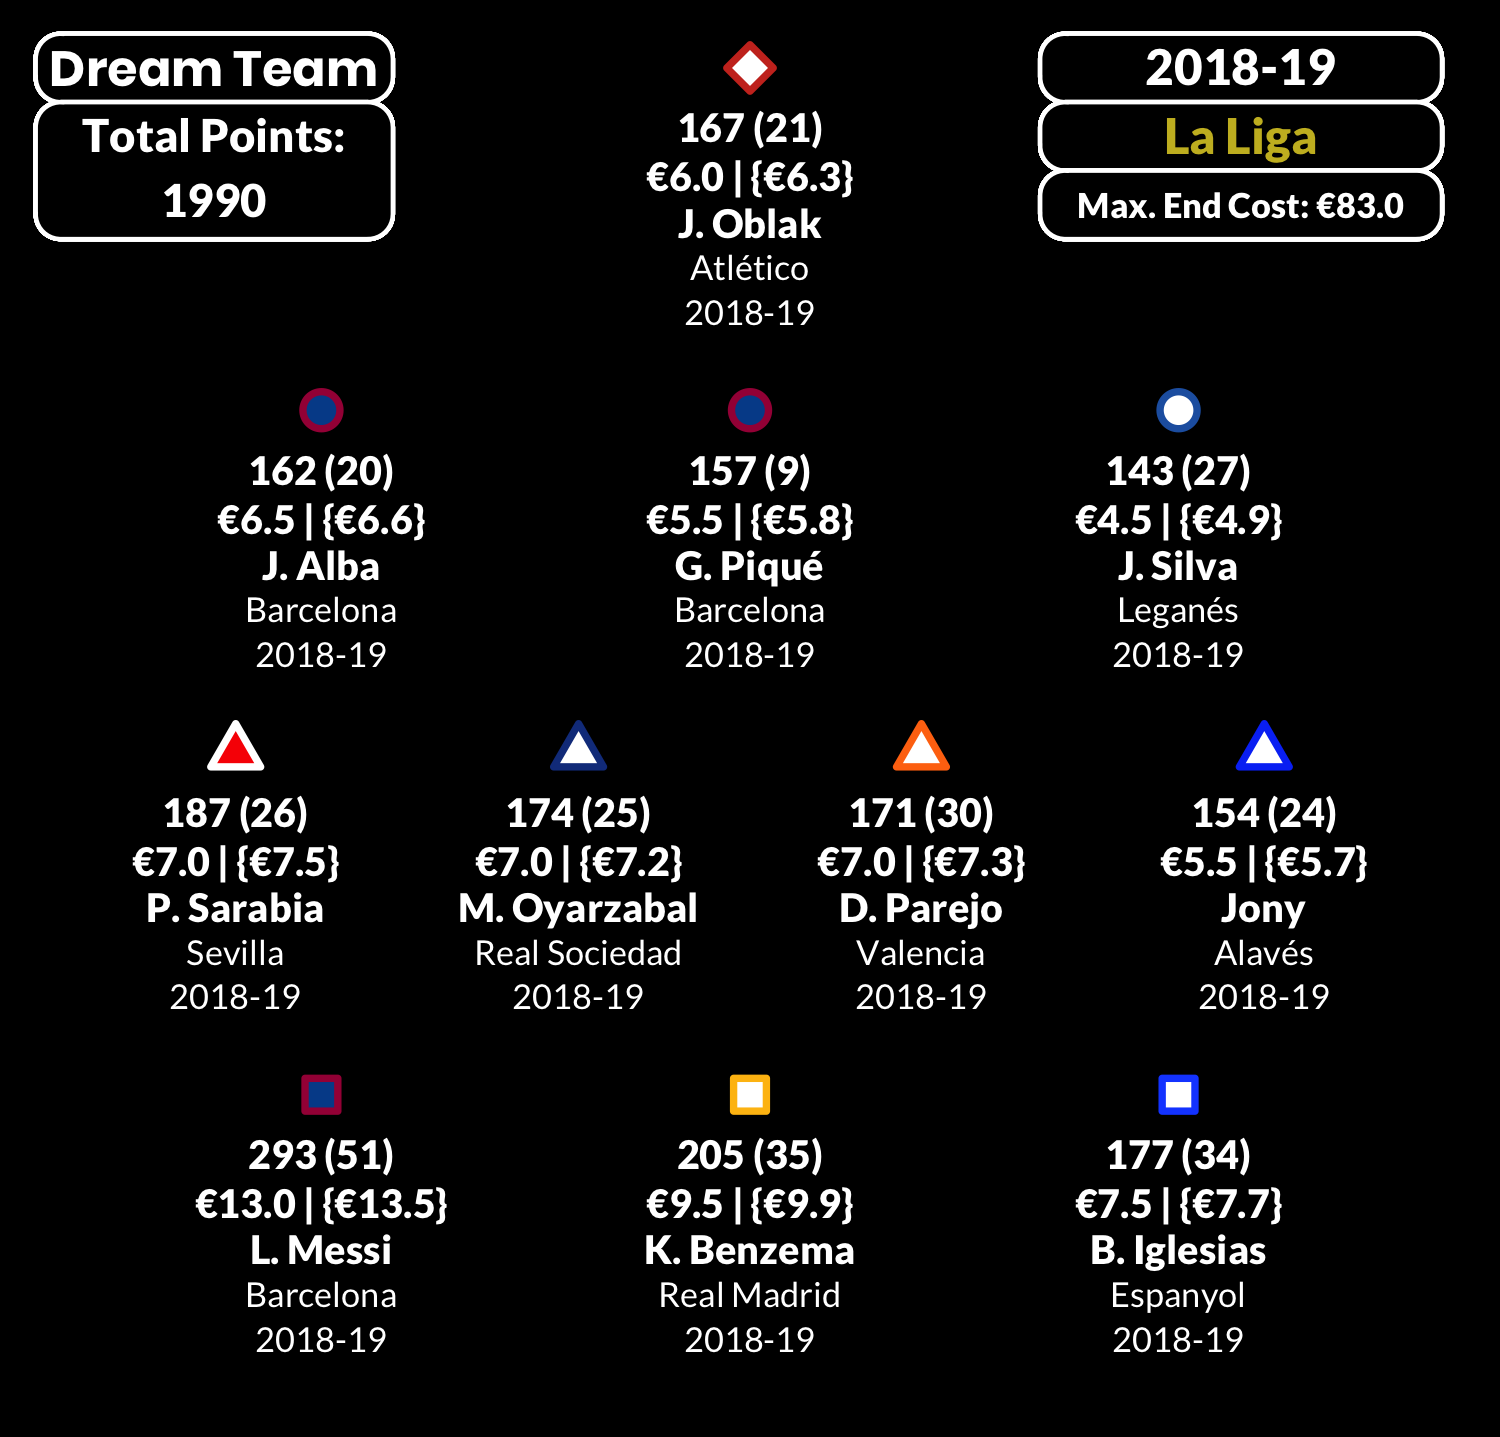 Dream Team
Total Points:
1990
2018-19
La Liga
Max. End Cost: €83.0
167 (21)
€6.0 | {€6.3}
J. Oblak
Atlético
2018-19
162 (20)
€6.5 | {€6.6}
J. Alba
Barcelona
2018-19
157 (9)
€5.5 | {€5.8}
G. Piqué
Barcelona
2018-19
143 (27)
€4.5 | {€4.9}
J. Silva
Leganés
2018-19
187 (26)
€7.0 | {€7.5}
P. Sarabia
Sevilla
2018-19
174 (25)
€7.0 | {€7.2}
M. Oyarzabal
Real Sociedad
2018-19
171 (30)
€7.0 | {€7.3}
D. Parejo
Valencia
2018-19
154 (24)
€5.5 | {€5.7}
Jony
Alavés
2018-19
293 (51)
€13.0 | {€13.5}
L. Messi
Barcelona
2018-19
205 (35)
€9.5 | {€9.9}
K. Benzema
Real Madrid
2018-19
177 (34)
€7.5 | {€7.7}
B. Iglesias
Espanyol
2018-19